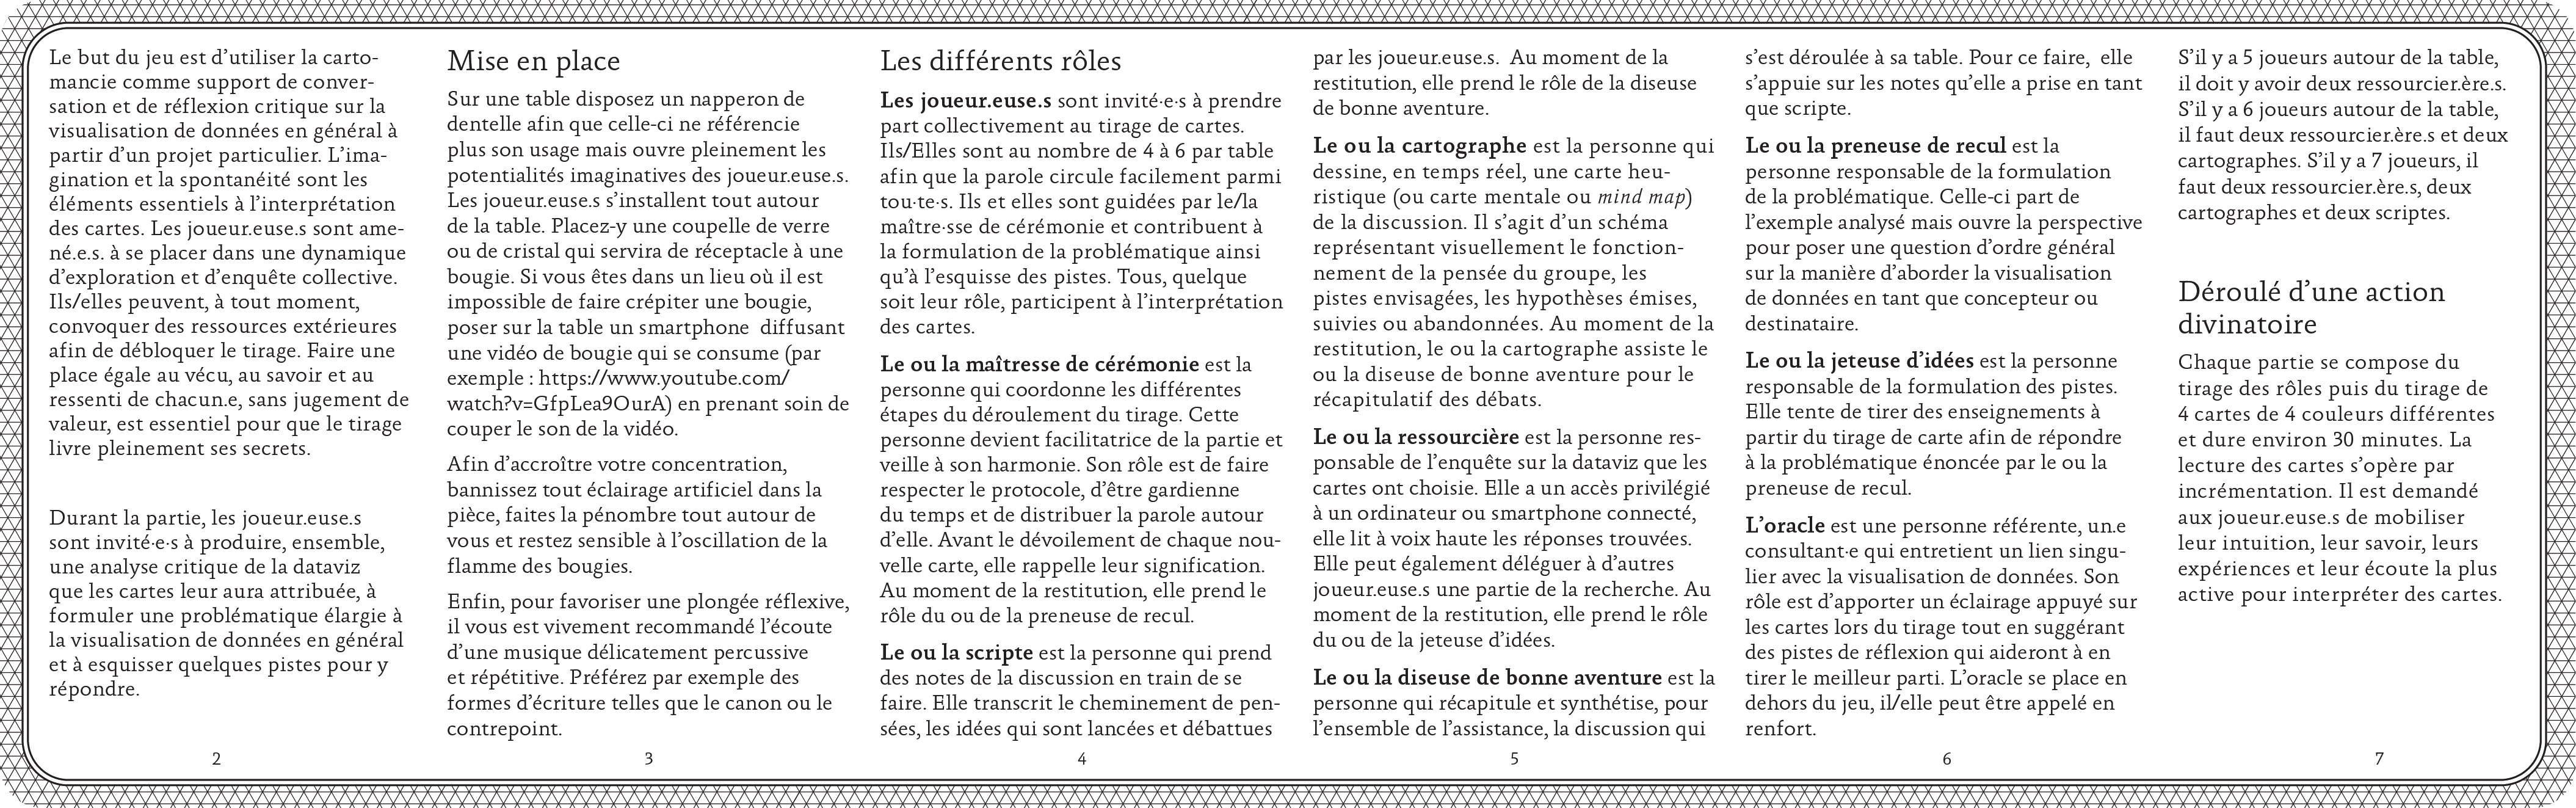 Le but du jeu est d’utiliser la carto-
mancie comme support de conver-
sation et de réflexion critique sur la
visualisation de données en général à
partir d’un projet particulier. L’ima-
gination et la spontanéité sont les
éléments essentiels à l’interprétation
des cartes. Les joueur.euse.s sont ame-
né.e.s. à se placer dans une dynamique
d’exploration et d’enquête collective.
Ils/elles peuvent, à tout moment,
convoquer des ressources extérieures
afin de débloquer le tirage. Faire une
place égale au vécu, au savoir et au
ressenti de chacun.e, sans jugement de
valeur, est essentiel pour que le tirage
livre pleinement ses secrets.
Durant la partie, les joueur.euse.s
sont invité·e·s à produire, ensemble,
une analyse critique de la dataviz
que les cartes leur aura attribuée, à
formuler une problématique élargie à
la visualisation de données en général
et à esquisser quelques pistes pour y
répondre.
2
Mise en place
Sur une table disposez un napperon de
dentelle afin que celle-ci ne référencie
plus son usage mais ouvre pleinement les
potentialités imaginatives des joueur.euse.s.
Les joueur.euse.s s’installent tout autour
de la table. Placez-y une coupelle de verre
ou de cristal qui servira de réceptacle à une
bougie. Si vous êtes dans un lieu où il est
impossible de faire crépiter une bougie,
poser sur la table un smartphone  diffusant
une vidéo de bougie qui se consume (par
exemple : https://www.youtube.com/
watch?v=GfpLea9OurA) en prenant soin de
couper le son de la vidéo.
Afin d’accroître votre concentration,
bannissez tout éclairage artificiel dans la
pièce, faites la pénombre tout autour de
vous et restez sensible à l’oscillation de la
flamme des bougies.
Enfin, pour favoriser une plongée réflexive,
il vous est vivement recommandé l’écoute
d’une musique délicatement percussive
et répétitive. Préférez par exemple des
formes d’écriture telles que le canon ou le
contrepoint.
3
Les différents rôles
Les joueur.euse.s sont invité·e·s à prendre
part collectivement au tirage de cartes.
Ils/Elles sont au nombre de 4 à 6 par table
afin que la parole circule facilement parmi
tou·te·s. Ils et elles sont guidées par le/la
maître·sse de cérémonie et contribuent à
la formulation de la problématique ainsi
qu’à l’esquisse des pistes. Tous, quelque
soit leur rôle, participent à l’interprétation
des cartes.
Le ou la maîtresse de cérémonie est la
personne qui coordonne les différentes
étapes du déroulement du tirage. Cette
personne devient facilitatrice de la partie et
veille à son harmonie. Son rôle est de faire
respecter le protocole, d’être gardienne
du temps et de distribuer la parole autour
d’elle. Avant le dévoilement de chaque nou-
velle carte, elle rappelle leur signification.
Au moment de la restitution, elle prend le
rôle du ou de la preneuse de recul.
Le ou la scripte est la personne qui prend
des notes de la discussion en train de se
faire. Elle transcrit le cheminement de pen-
sées, les idées qui sont lancées et débattues
4
par les joueur.euse.s.  Au moment de la
restitution, elle prend le rôle de la diseuse
de bonne aventure.
Le ou la cartographe est la personne qui
dessine, en temps réel, une carte heu-
ristique (ou carte mentale ou mind map)
de la discussion. Il s’agit d’un schéma
représentant visuellement le fonction-
nement de la pensée du groupe, les
pistes envisagées, les hypothèses émises,
suivies ou abandonnées. Au moment de la
restitution, le ou la cartographe assiste le
ou la diseuse de bonne aventure pour le
récapitulatif des débats.
Le ou la ressourcière est la personne res-
ponsable de l’enquête sur la dataviz que les
cartes ont choisie. Elle a un accès privilégié
à un ordinateur ou smartphone connecté,
elle lit à voix haute les réponses trouvées.
Elle peut également déléguer à d’autres
joueur.euse.s une partie de la recherche. Au
moment de la restitution, elle prend le rôle
du ou de la jeteuse d’idées.
Le ou la diseuse de bonne aventure est la
personne qui récapitule et synthétise, pour
l’ensemble de l’assistance, la discussion qui
5
s’est déroulée à sa table. Pour ce faire,  elle
s’appuie sur les notes qu’elle a prise en tant
que scripte.
Le ou la preneuse de recul est la
personne responsable de la formulation
de la problématique. Celle-ci part de
l’exemple analysé mais ouvre la perspective
pour poser une question d’ordre général
sur la manière d’aborder la visualisation
de données en tant que concepteur ou
destinataire.
Le ou la jeteuse d’idées est la personne
responsable de la formulation des pistes.
Elle tente de tirer des enseignements à
partir du tirage de carte afin de répondre
à la problématique énoncée par le ou la
preneuse de recul.
L’oracle est une personne référente, un.e
consultant·e qui entretient un lien singu-
lier avec la visualisation de données. Son
rôle est d’apporter un éclairage appuyé sur
les cartes lors du tirage tout en suggérant
des pistes de réflexion qui aideront à en
tirer le meilleur parti. L’oracle se place en
dehors du jeu, il/elle peut être appelé en
renfort.
6
S’il y a 5 joueurs autour de la table,
il doit y avoir deux ressourcier.ère.s.
S’il y a 6 joueurs autour de la table,
il faut deux ressourcier.ère.s et deux
cartographes. S’il y a 7 joueurs, il
faut deux ressourcier.ère.s, deux
cartographes et deux scriptes.
Déroulé d’une action
divinatoire
Chaque partie se compose du
tirage des rôles puis du tirage de
4 cartes de 4 couleurs différentes
et dure environ 30 minutes. La
lecture des cartes s’opère par
incrémentation. Il est demandé
aux joueur.euse.s de mobiliser
leur intuition, leur savoir, leurs
expériences et leur écoute la plus
active pour interpréter des cartes.
7